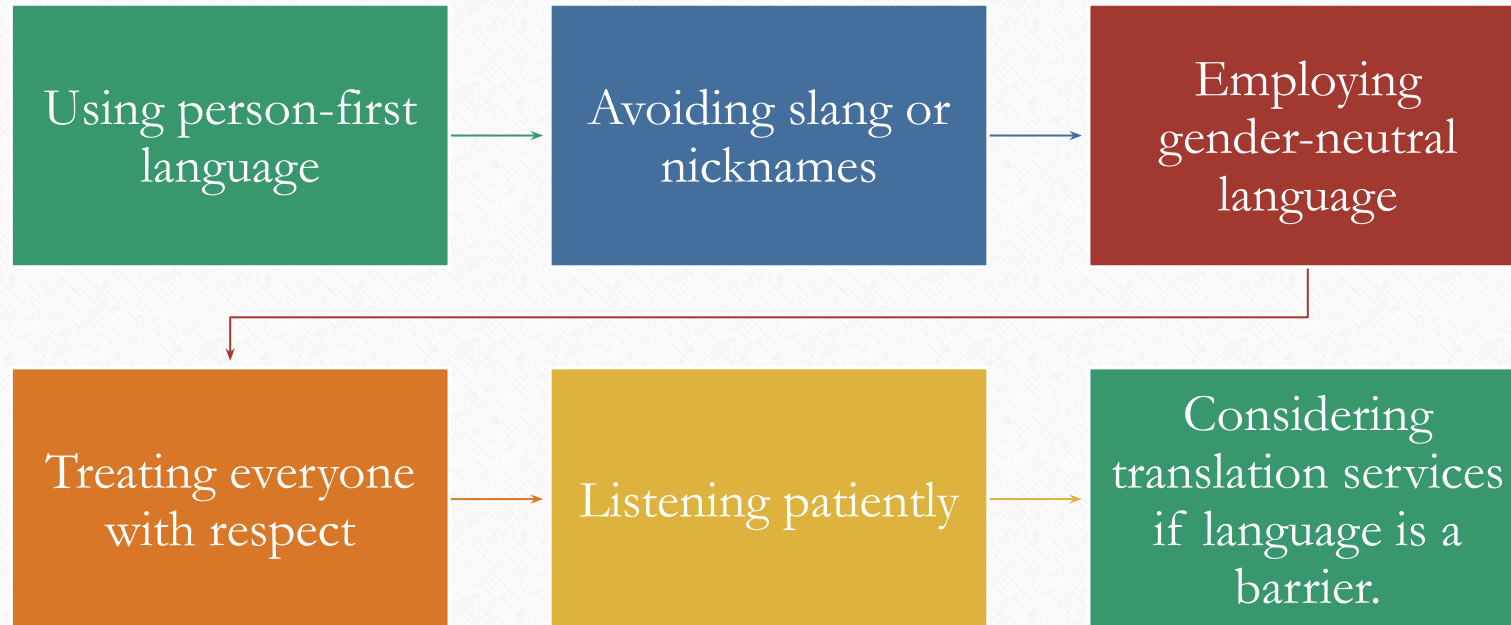 Using person-first
language
Avoiding slang or
nicknames
Employing
gender-neutral
language
Treating everyone
with respect
Listening patiently
Considering
translation services
if language is a
barrier.